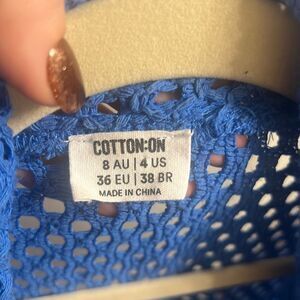 COTTON:ON
8 AU | 4 US
36 EU | 38 BR
MADE IN CHINA